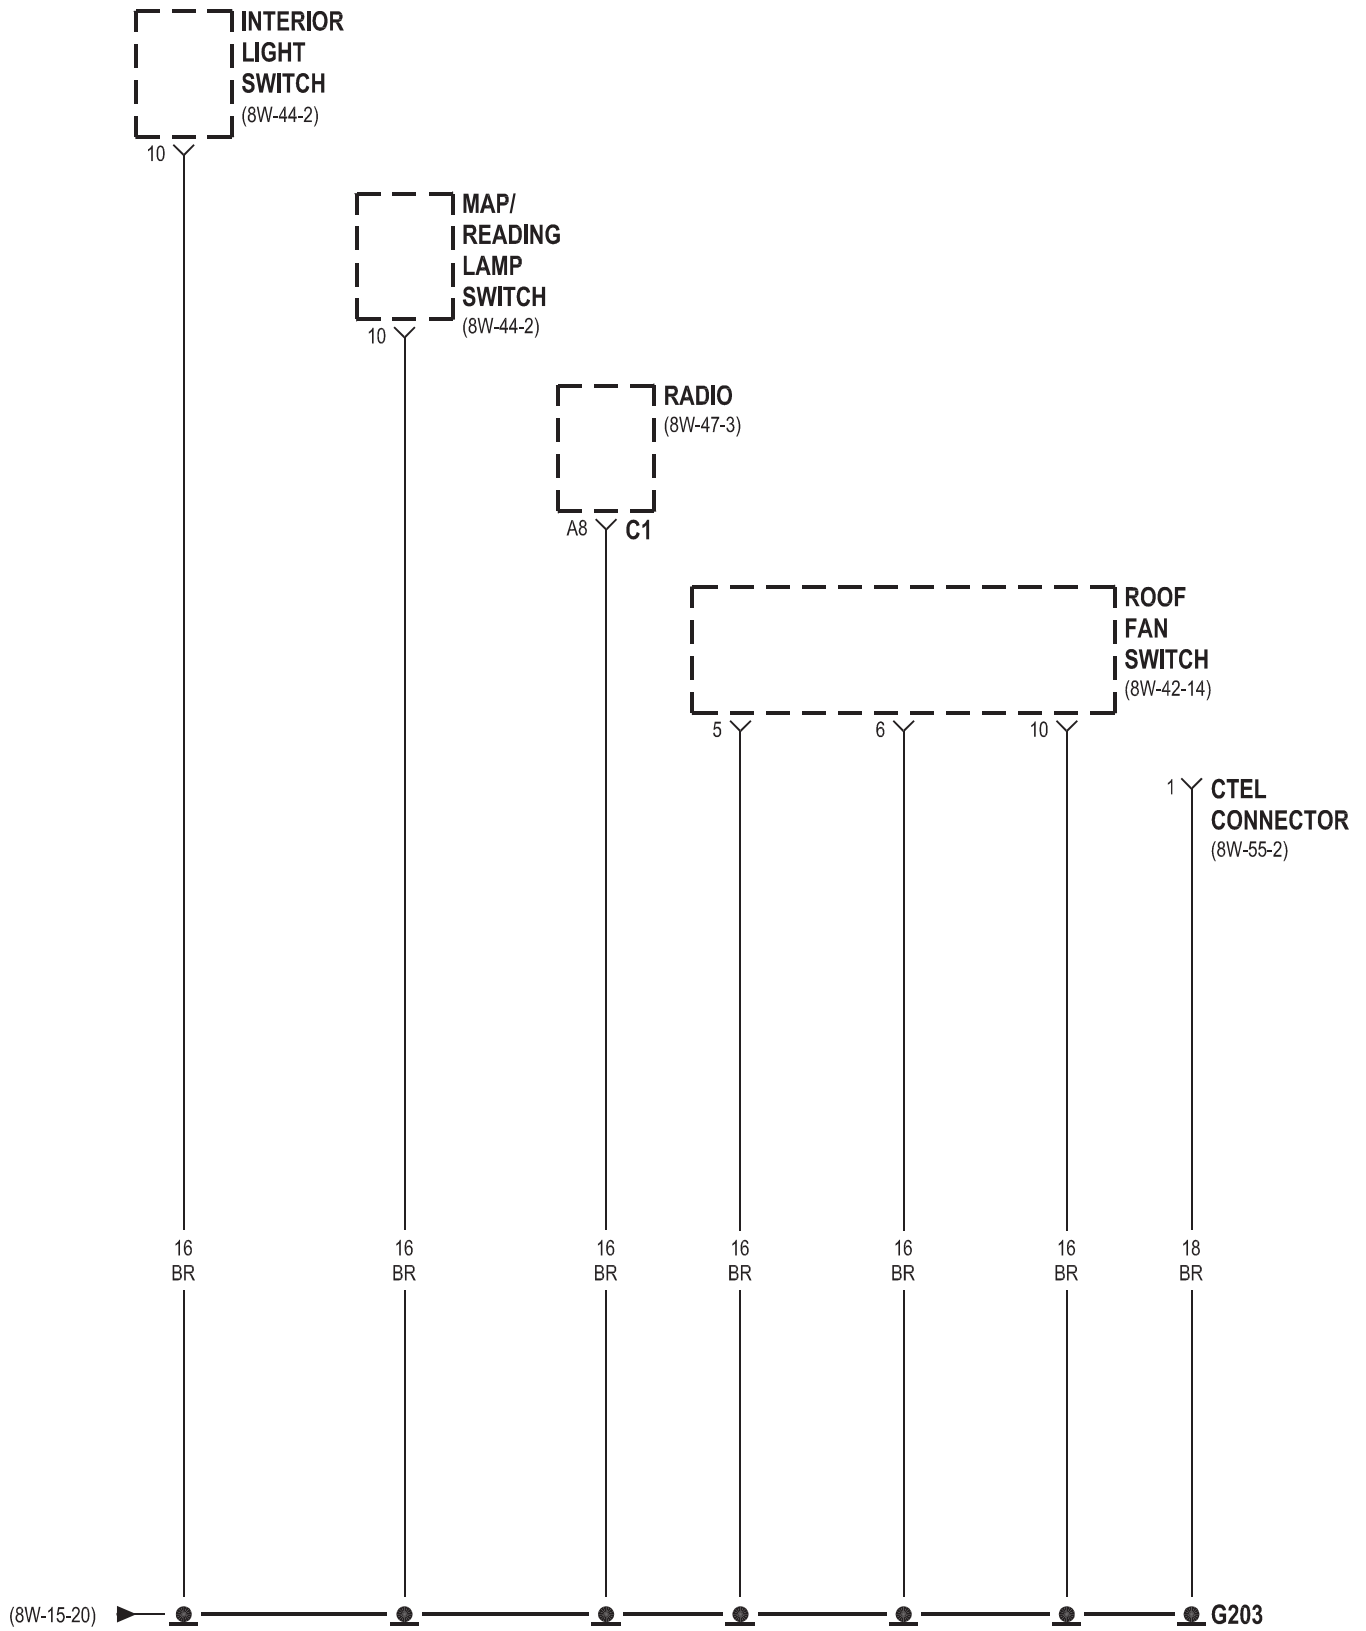 INTERIOR
LIGHT
SWITCH
(8W-44-2)
10
MAP/
READING
LAMP
SWITCH
(8W-44-2)
10
RADIO
(8W-47-3)
A8
C1
ROOF
FAN
SWITCH
(8W-42-14)
5
6
10
1
CTEL
CONNECTOR
(8W-55-2)
16
BR
16
BR
16
BR
16
BR
16
BR
16
BR
18
BR
(8W-15-20)
G203